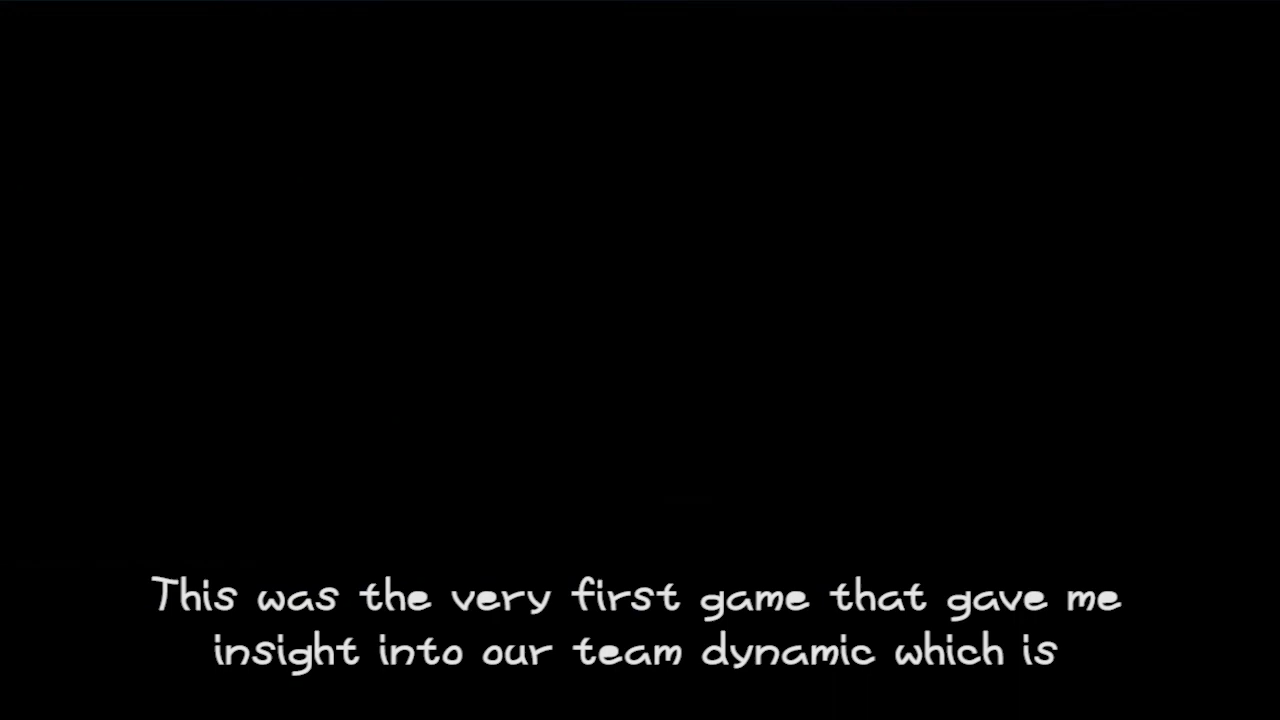 This was the very first game that gave me
insight into our team dynamic which is